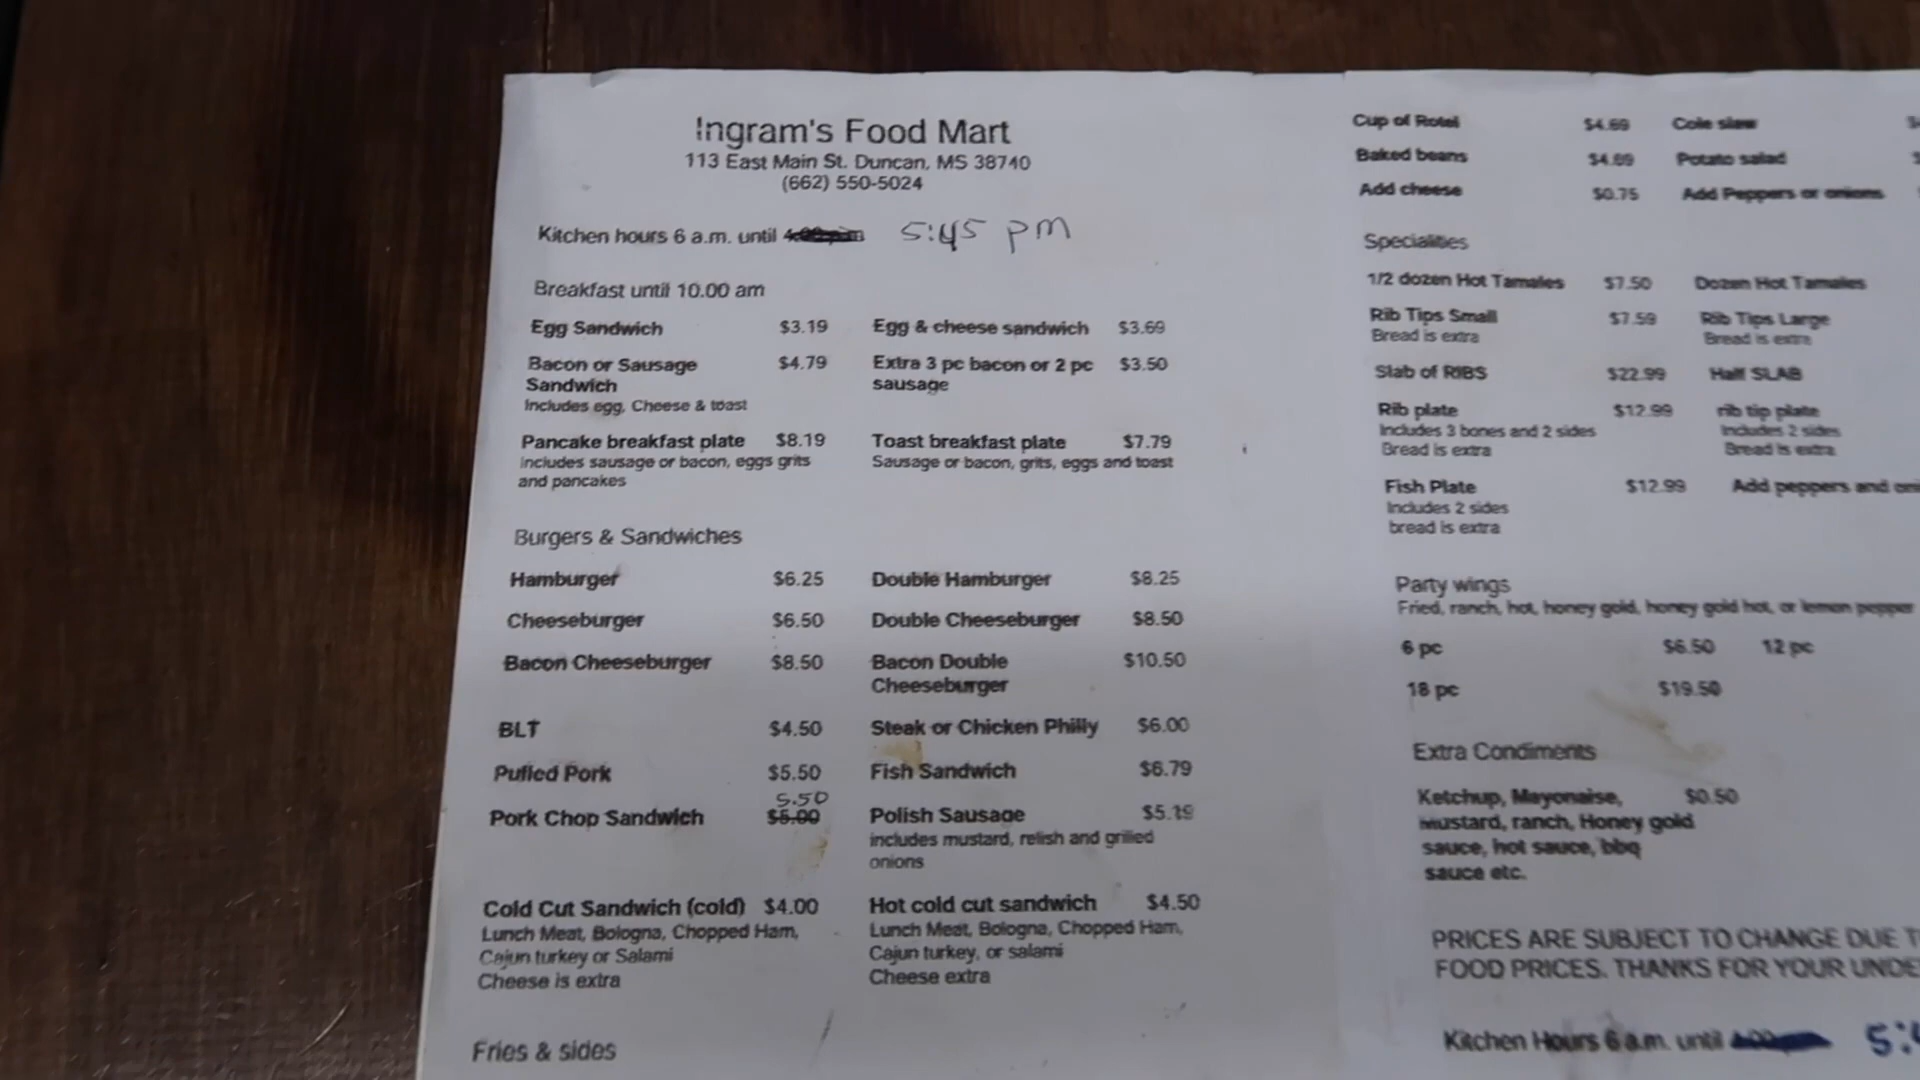 Ingram's Food Mart
113 East Main St. Duncan, MS 38740
(662) 550-5024
Kitchen hours 6 a.m. until 5:45 pm
Breakfast until 10.00 am
Egg Sandwich $3.19 Egg & cheese sandwich $3.69
Bacon or Sausage $4.79 Extra 3 pc bacon or 2 pc $3.50
Sandwich sausage
Includes egg, Cheese & toast
Pancake breakfast plate $8.19 Toast breakfast plate $7.79
includes sausage or bacon, eggs grits Sausage or bacon, grits, eggs and toast
and pancakes
Burgers & Sandwiches
Hamburger $6.25 Double Hamburger $8.25
Cheeseburger $6.50 Double Cheeseburger $8.50
Bacon Cheeseburger $8.50 Bacon Double $10.50
Cheeseburger
BLT $4.50 Steak or Chicken Philly $6.00
Pulled Pork $5.50 Fish Sandwich $6.79
5.50
Pork Chop Sandwich $5.00 Polish Sausage
includes mustard, relish and grilled
onions
Cold Cut Sandwich (cold) $4.00 Hot cold cut sandwich $4.50
Lunch Meat, Bologna, Chopped Ham, Lunch Meat, Bologna, Chopped Ham,
Cajun turkey or Salami Cajun turkey, or salami
Cheese is extra Cheese extra
Fries & sides
Cup of Rotel $4.69 Cole slaw
Baked beans $4.69 Potato salad
Add cheese $0.75 Add Peppers or onions
Specialities
1/2 dozen Hot Tamales $7.50 Dozen Hot Tamales
Rib Tips Small $7.59 Rib Tips Large
Bread is extra Bread is extra
Slab of RIBS $22.99 Half SLAB
Rib plate $12.99 rib tip plate
Includes 3 bones and 2 sides Includes 2 sides
Bread is extra Bread is extra
Fish Plate $12.99 Add peppers and
Includes 2 sides
bread is extra
Party wings
Fried, ranch, hot, honey gold, honey gold hot, or lemon pepper
6 pc $6.50 12 pc
18 pc $19.50
Extra Condiments
Ketchup, Mayonaise, $0.50
mustard, ranch, Honey gold
sauce, hot sauce, bbq
sauce etc.
PRICES ARE SUBJECT TO CHANGE DUE
FOOD PRICES. THANKS FOR YOUR
Kitchen Hours 6 a.m. until